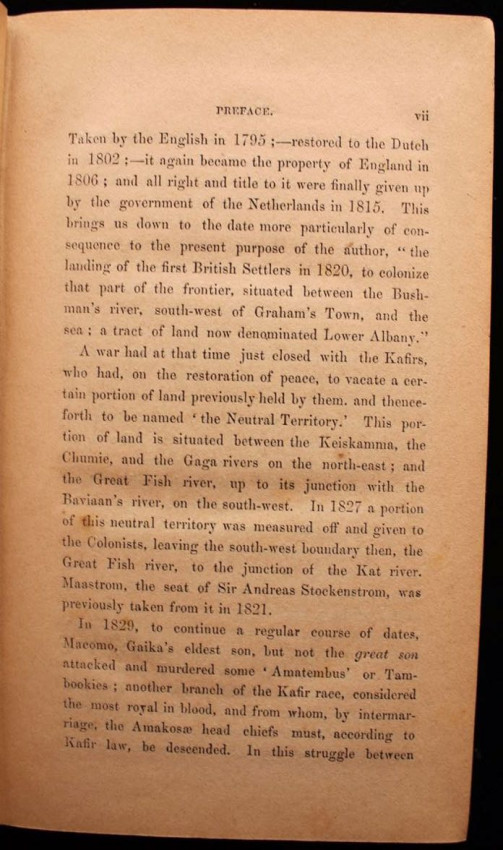 PREFACE.
vii
Taken by the English in 1795 ;—restored to the Dutch
in 1802 ;—it again became the property of England in
1806 ; and all right and title to it were finally given up
by the government of the Netherlands in 1815. This
brings us down to the date more particularly of con-
sequence to the present purpose of the author, “ the
landing of the first British Settlers in 1820, to colonize
that part of the frontier, situated between the Bush-
man's river, south-west of Graham's Town, and the
sea ; a tract of land now denominated Lower Albany.”
A war had at that time just closed with the Kafirs,
who had, on the restoration of peace, to vacate a cer-
tain portion of land previously held by them. and thence-
forth to be named ‘ the Neutral Territory.’ This por-
tion of land is situated between the Keiskamma, the
Chumie, and the Gaga rivers on the north-east ; and
the Great Fish river, up to its junction with the
Baviaan's river, on the south-west. In 1827 a portion
of this neutral territory was measured off and given to
the Colonists, leaving the south-west boundary then, the
Great Fish river, to the junction of the Kat river.
Maastrom, the seat of Sir Andreas Stockenstrom, was
previously taken from it in 1821.
In 1829, to continue a regular course of dates,
Macomo, Gaika's eldest son, but not the great son
attacked and murdered some ‘ Amatembus’ or Tam-
bookies ; another branch of the Kafir race, considered
the most royal in blood, and from whom, by intermar-
riage, the Amakosæ head chiefs must, according to
Kafir law, be descended. In this struggle between